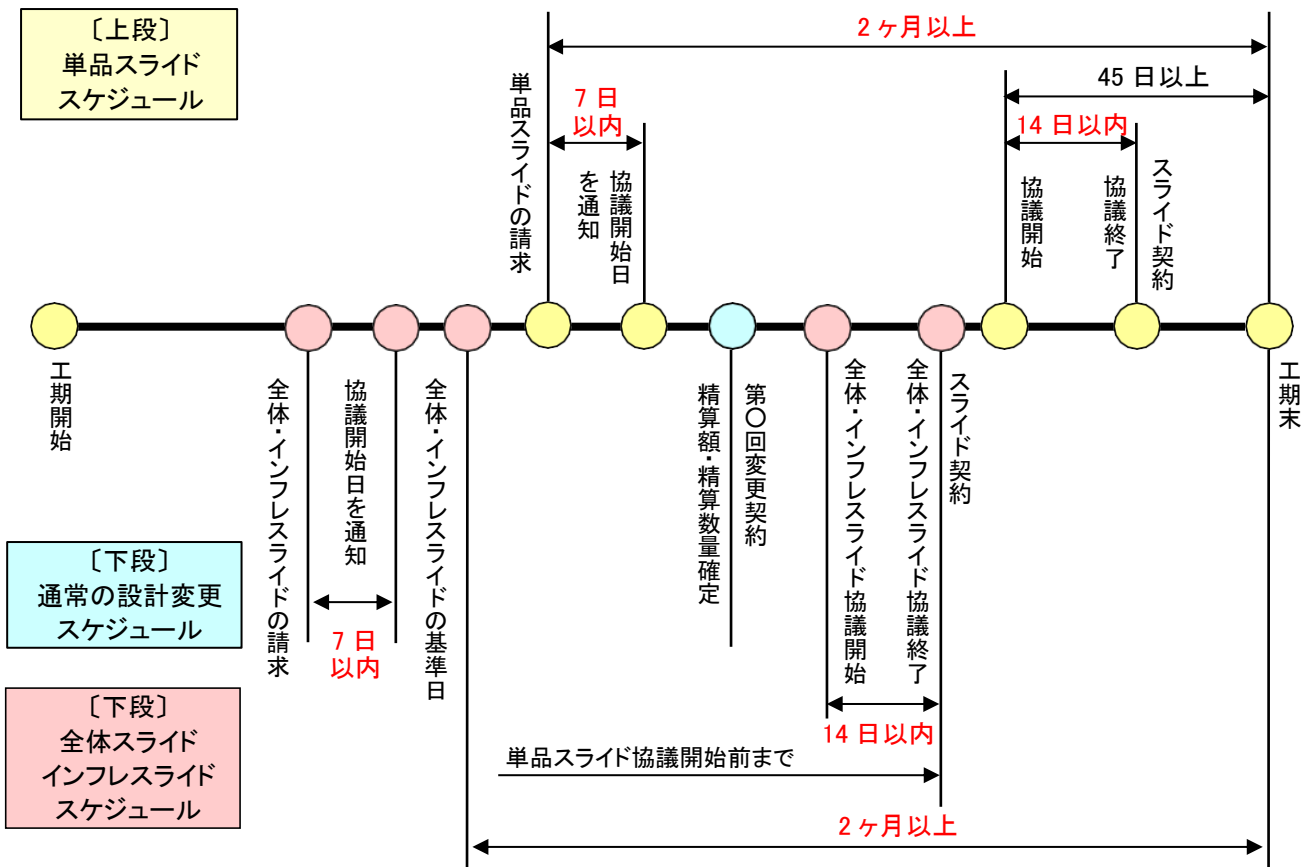 〔上段〕
単品スライド
スケジュール
2ヶ月以上
45日以上
7日
以内
14日以内
単品スライドの請求
協議開始日
を通知
協議開始
協議終了
スライド契約
工期開始
全体・インフレスライドの請求
協議開始日を通知
全体・インフレスライドの基準日
第〇回変更契約
精算額・精算数量確定
全体・インフレスライド協議開始
スライド契約
全体・インフレスライド協議終了
工期末
〔下段〕
通常の設計変更
スケジュール
7日
以内
〔下段〕
全体スライド
インフレスライド
スケジュール
14日以内
単品スライド協議開始前まで
2ヶ月以上